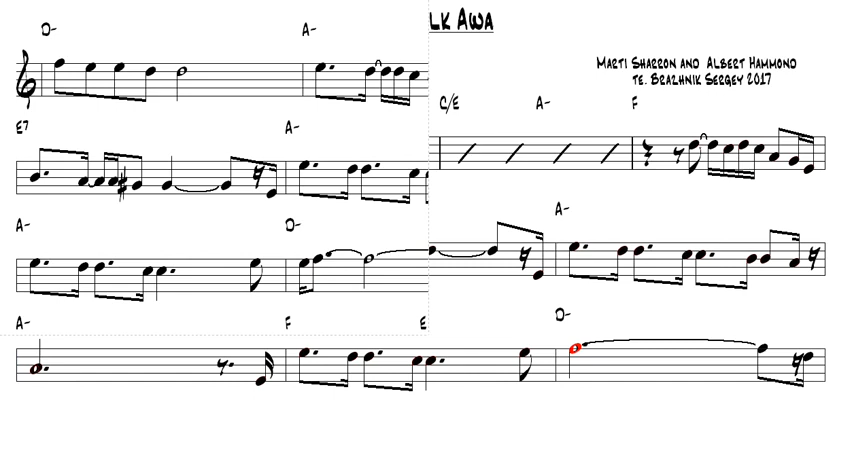 LK AWA
D- A-
MARTI SHARRON AND ALBERT HAMMOND
TE. BRAZHNIK SERGEY 2017
C/E A- F
E7 A-
A-
A- D-
D-
A- F E